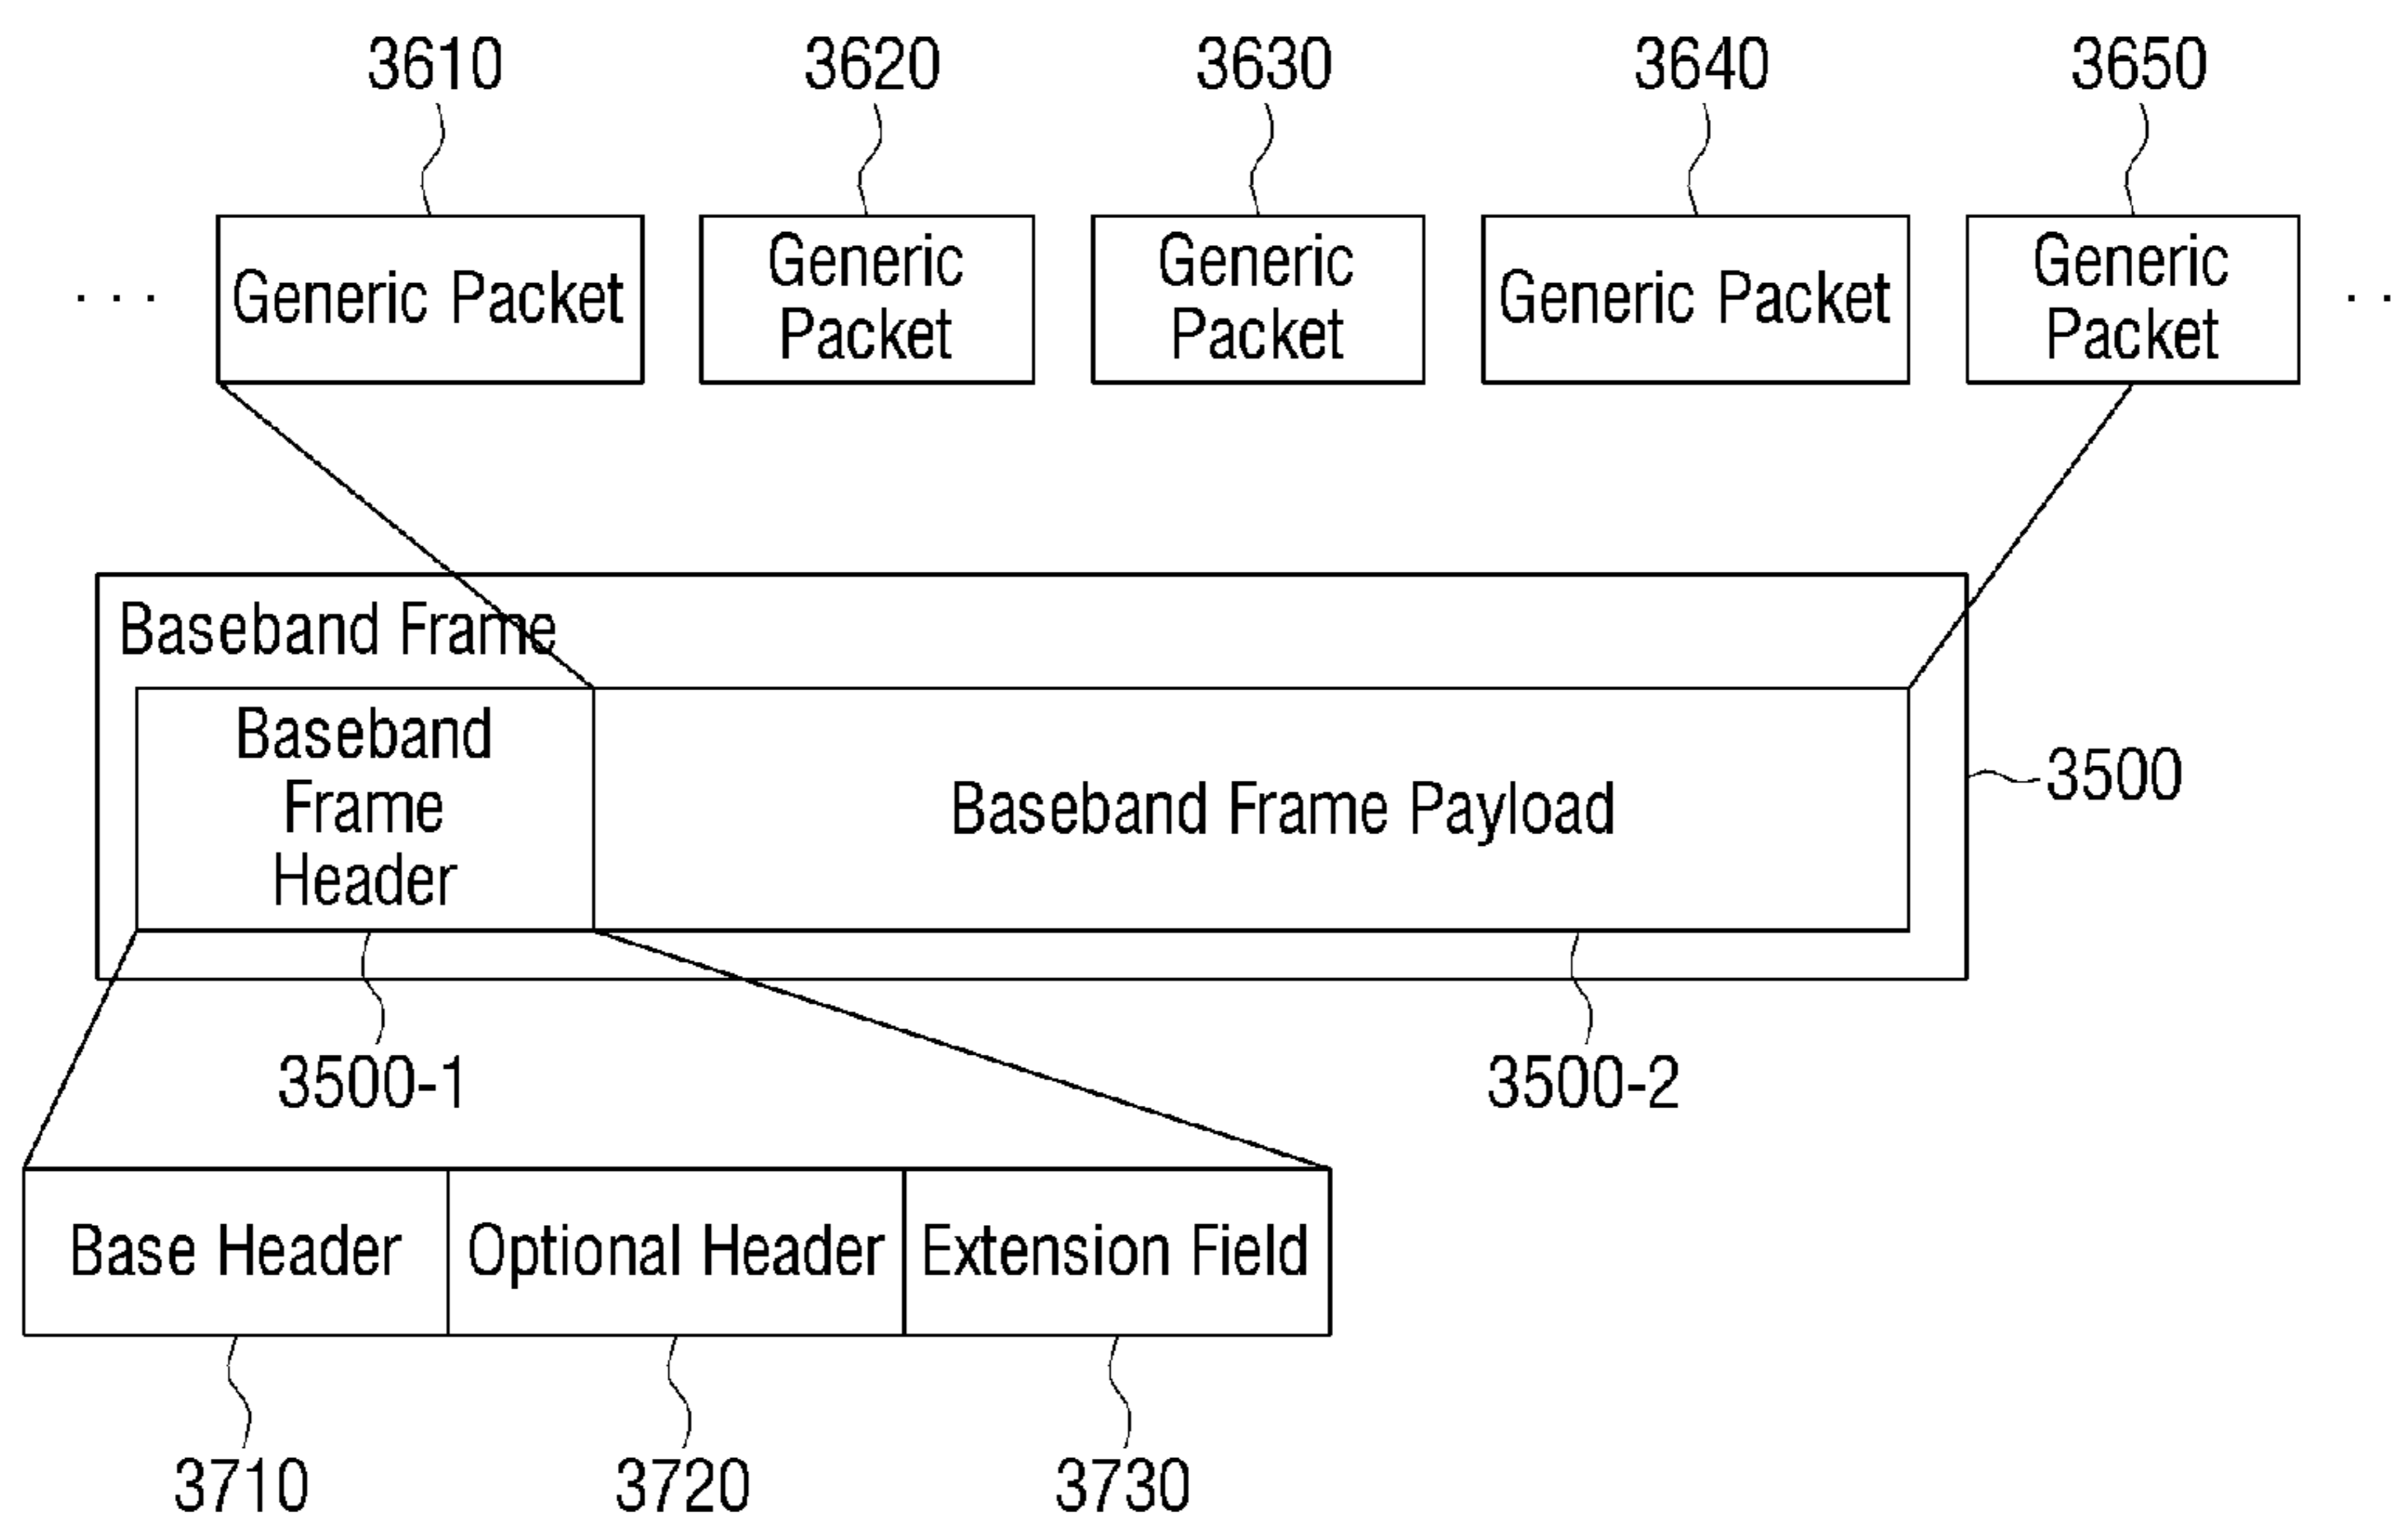 3610 3620 3630 3640 3650
. . . Generic Packet Generic Packet Generic Packet Generic Packet Generic Packet . .
Baseband Frame
Baseband
Frame
Header
Baseband Frame Payload
3500
3500-1 3500-2
Base Header Optional Header Extension Field
3710 3720 3730